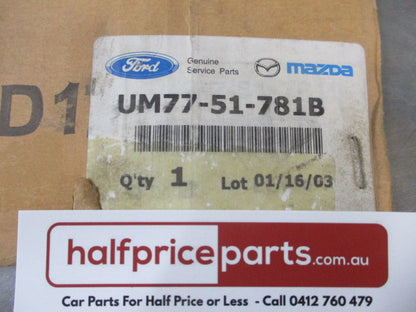 D1
Ford Genuine Service Parts mazda
UM77-51-781B
Q'ty 1 Lot 01/16/03
halfpriceparts.com.au
Car Parts For Half Price or Less - Call 0412 760 479